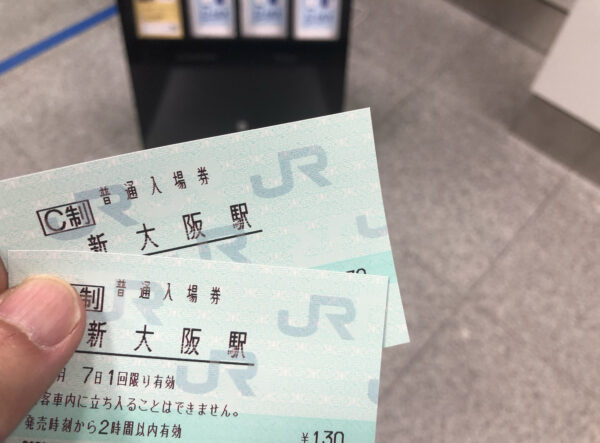 普通入場券
C制
新大阪駅
JR
普通入場券
制
新大阪駅
JR
月 7日1回限り有効
客車内に立ち入ることはできません。
発売時刻から2時間以内有効
¥130